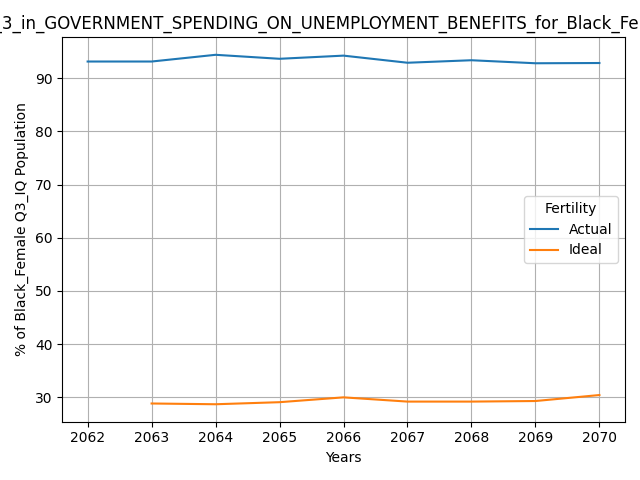 _3_in_GOVERNMENT_SPENDING_ON_UNEMPLOYMENT_BENEFITS_for_Black_Fe
% of Black_Female Q3_IQ Population
90
80
70
60
50
40
30
Fertility
Actual
Ideal
2062 2063 2064 2065 2066 2067 2068 2069 2070
Years